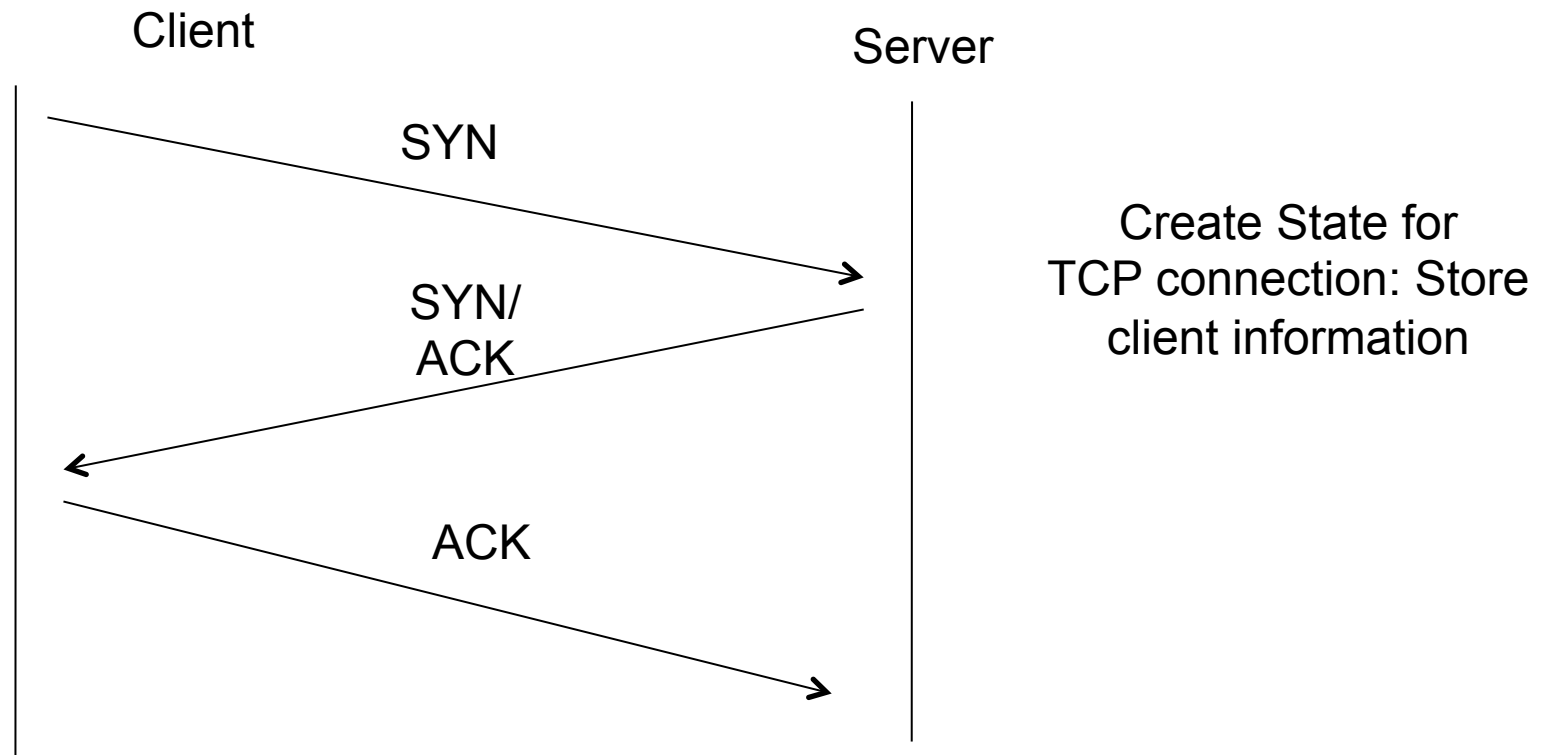 Client
Server
SYN
SYN/
ACK
ACK
Create State for
TCP connection: Store
client information